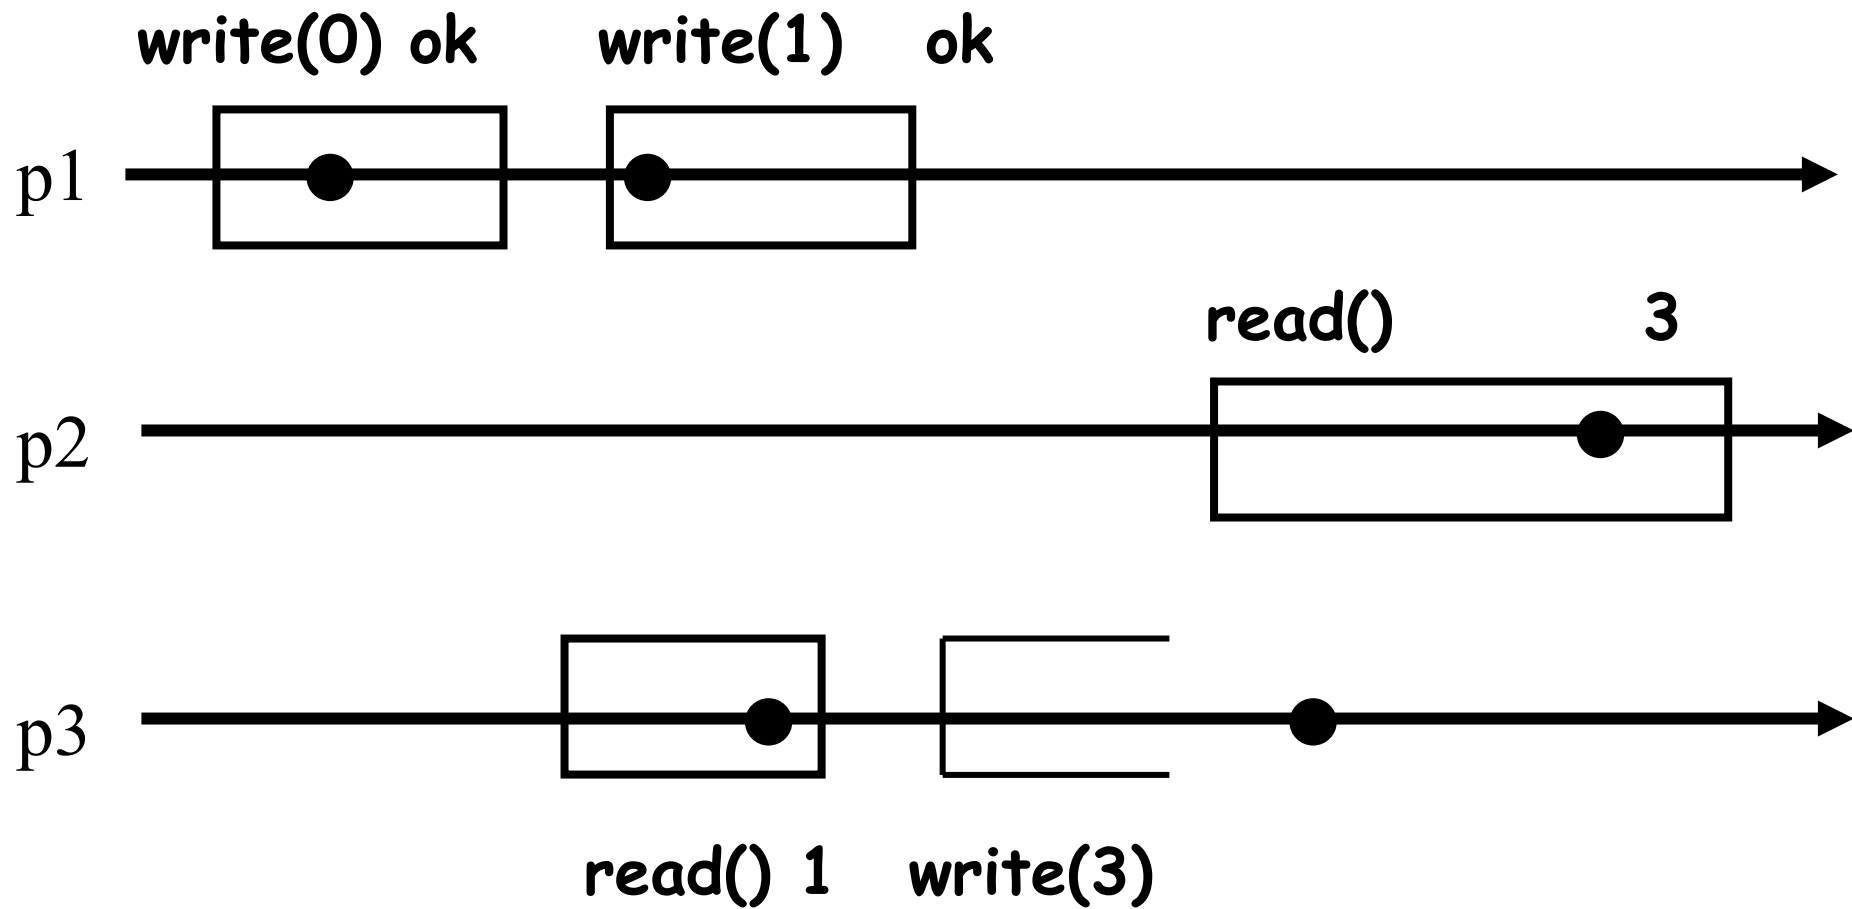 write(0) ok write(1) ok
p1
read() 3
p2
p3
read() 1 write(3)